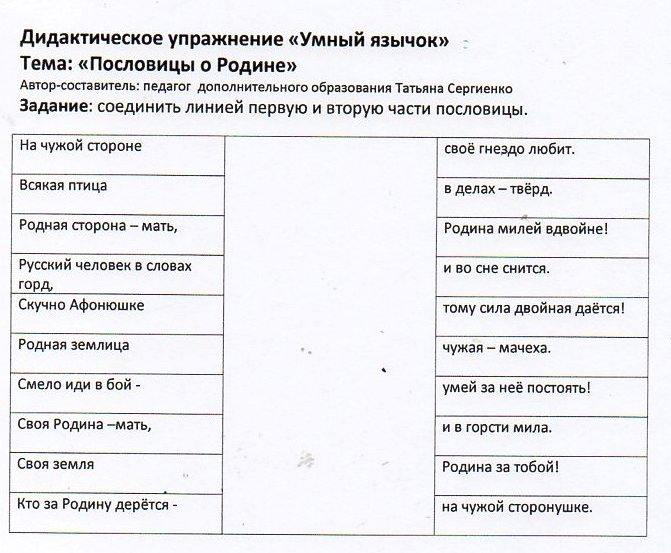 Дидактическое упражнение «Умный язычок»
Тема: «Пословицы о Родине»
Автор-составитель: педагог дополнительного образования Татьяна Сергиенко
Задание: соединить линией первую и вторую части пословицы.
На чужой стороне
своё гнездо любит.
Всякая птица
в делах – твёрд.
Родная сторона – мать,
Родина милей вдвойне!
Русский человек в словах
горд,
и во сне снится.
Скучно Афонюшке
тому сила двойная даётся!
Родная землица
чужая – мачеха.
Смело иди в бой -
умей за неё постоять!
Своя Родина –мать,
и в горсти мила.
Своя земля
Родина за тобой!
Кто за Родину дерётся -
на чужой сторонушке.